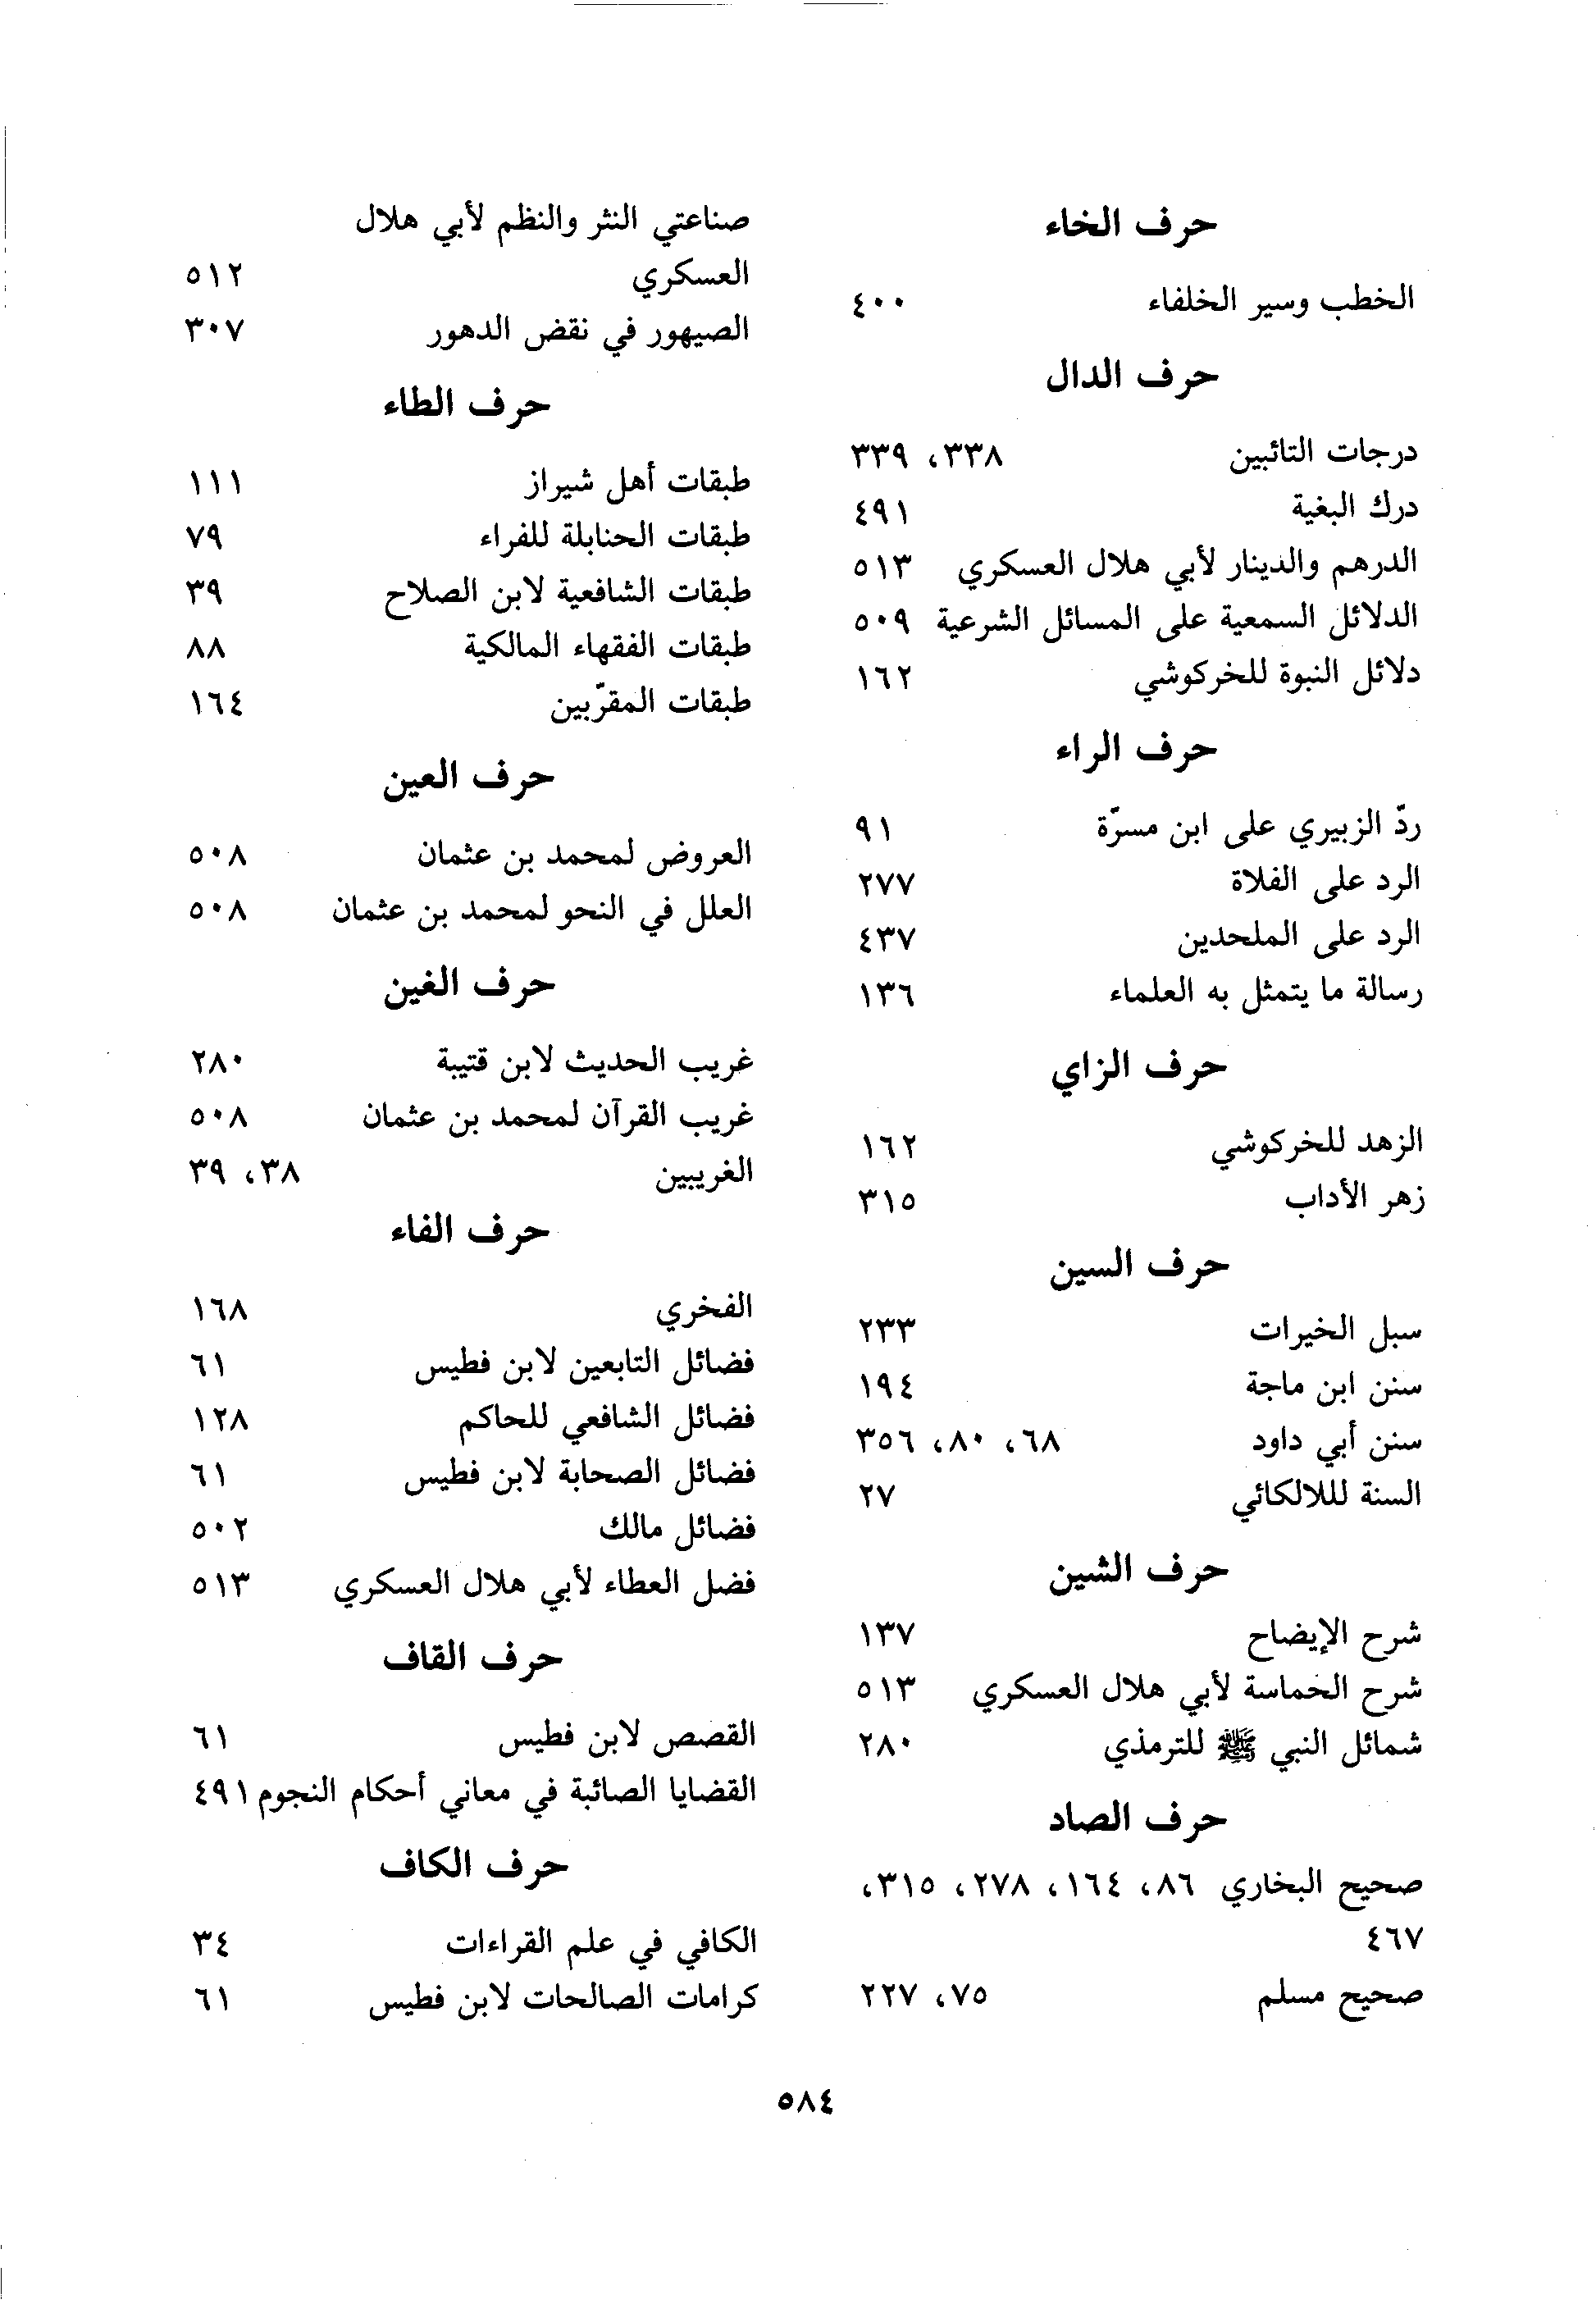 حرف الخاء
الخطب وسير الخلفاء ٤٠٠
حرف الدال
درجات التائبين ٣٣٨، ٣٣٩
درك البغية ٤٩١
الدرهم والدينار لأبي هلال العسكري ٥١٣
الدلائل السمعية على المسائل الشرعية ٥٠٩
دلائل النبوة للخركوشي ١٦٢
حرف الراء
ردّ الزبيري على ابن مسرّة ٩١
الرد على الفلاة ٢٧٧
الرد على الملحدين ٤٣٧
رسالة ما يتمثل به العلماء ١٣٦
حرف الزاي
الزهد للخركوشي ١٦٢
زهر الأداب ٣١٥
حرف السين
سبل الخيرات ٢٣٣
سنن ابن ماجة ١٩٤
سنن أبي داود ٦٨، ٨٠، ٣٥٦
السنة لللالكائي ٢٧
حرف الشين
شرح الإيضاح ١٣٧
شرح الحماسة لأبي هلال العسكري ٥١٣
شمائل النبي ﷺ للترمذي ٢٨٠
حرف الصاد
صحيح البخاري ٨٦، ١٦٤، ٢٧٨، ٣١٥،
٤٦٧
صحيح مسلم ٧٥، ٢٢٧
صناعتي النثر والنظم لأبي هلال
العسكري ٥١٢
الصيهور في نقض الدهور ٣٠٧
حرف الطاء
طبقات أهل شيراز ١١١
طبقات الحنابلة للفراء ٧٩
طبقات الشافعية لابن الصلاح ٣٩
طبقات الفقهاء المالكية ٨٨
طبقات المقرّبين ١٦٤
حرف العين
العروض لمحمد بن عثمان ٥٠٨
العلل في النحو لمحمد بن عثمان ٥٠٨
حرف الغين
غريب الحديث لابن قتيبة ٢٨٠
غريب القرآن لمحمد بن عثمان ٥٠٨
الغريبين ٣٨، ٣٩
حرف الفاء
الفخري ١٦٨
فضائل التابعين لابن فطيس ٦١
فضائل الشافعي للحاكم ١٢٨
فضائل الصحابة لابن فطيس ٦١
فضائل مالك ٥٠٢
فضل العطاء لأبي هلال العسكري ٥١٣
حرف القاف
القصص لابن فطيس ٦١
القضايا الصائبة في معاني أحكام النجوم ٤٩١
حرف الكاف
الكافي في علم القراءات ٣٤
كرامات الصالحات لابن فطيس ٦١
٥٨٤